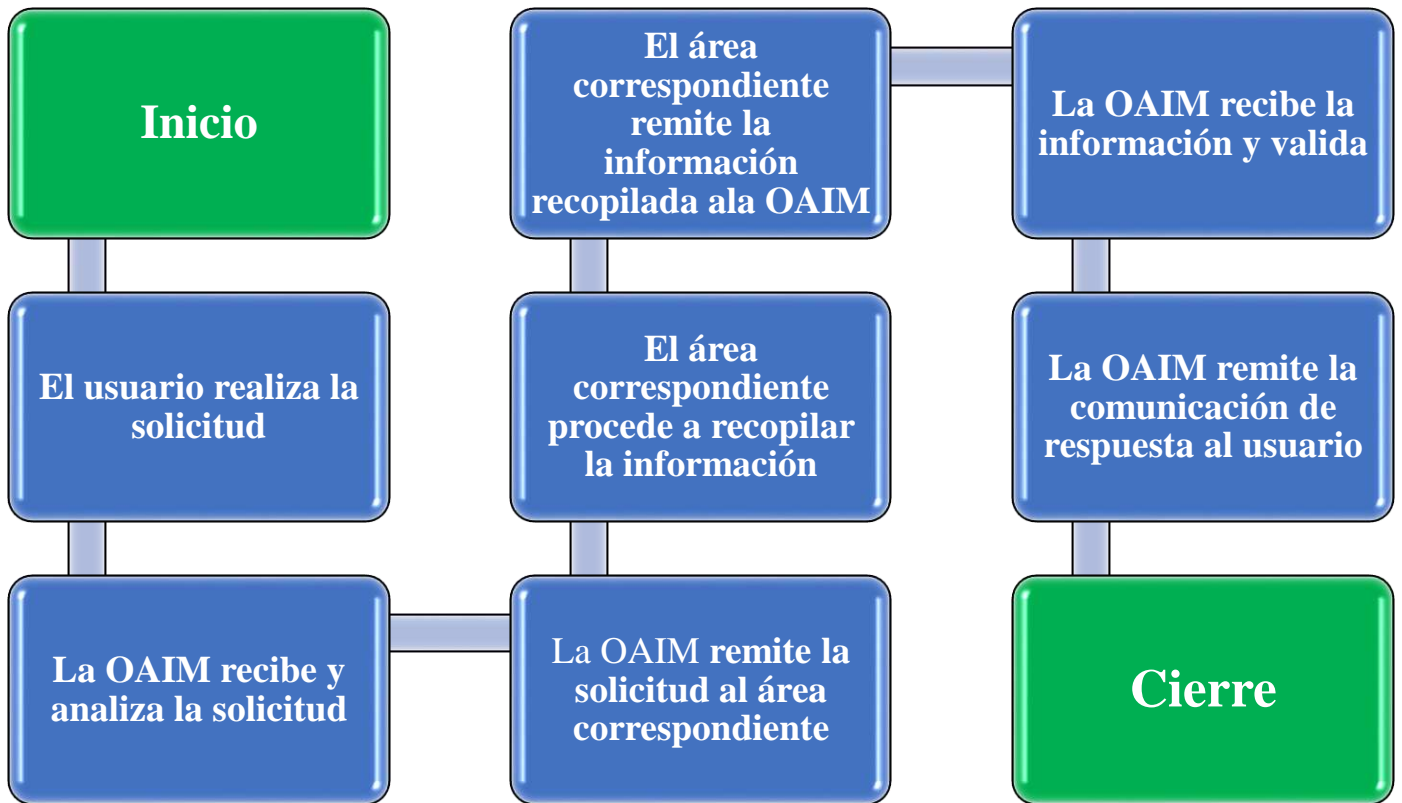 Inicio
El usuario realiza la
solicitud
La OAIM recibe y
analiza la solicitud
La OAIM remite la
solicitud al área
correspondiente
El área
correspondiente
procede a recopilar
la información
El área
correspondiente
remite la
información
recopilada ala OAIM
La OAIM recibe la
información y valida
La OAIM remite la
comunicación de
respuesta al usuario
Cierre